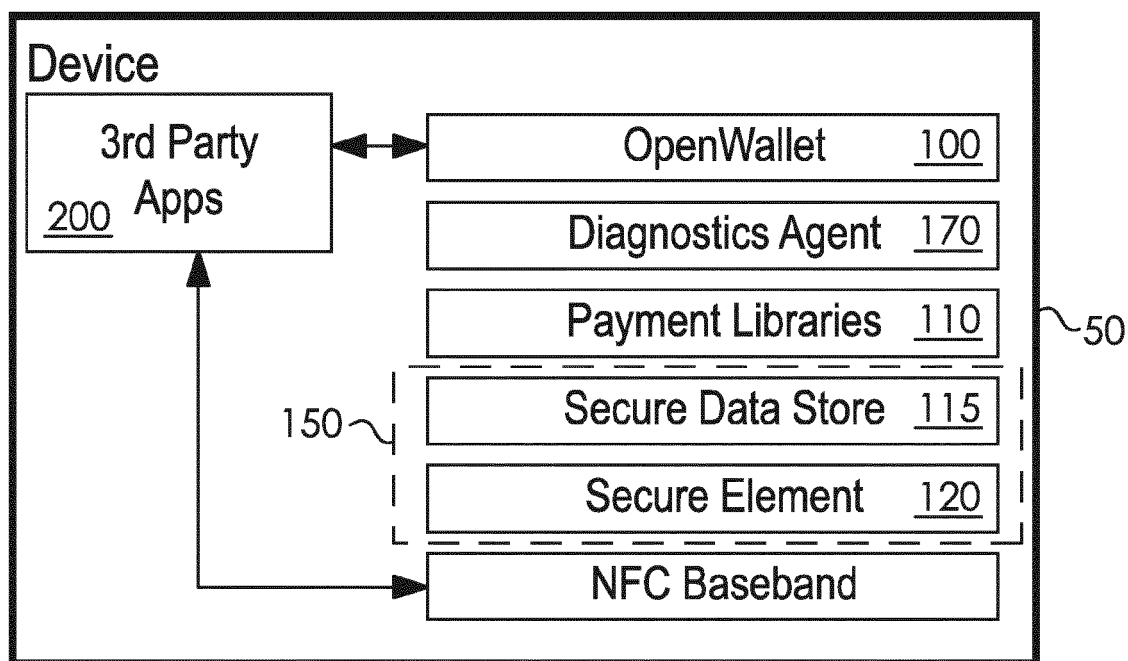 Device
3rd Party
Apps
200
OpenWallet 100
Diagnostics Agent 170
Payment Libraries 110
50
150
Secure Data Store 115
Secure Element 120
NFC Baseband